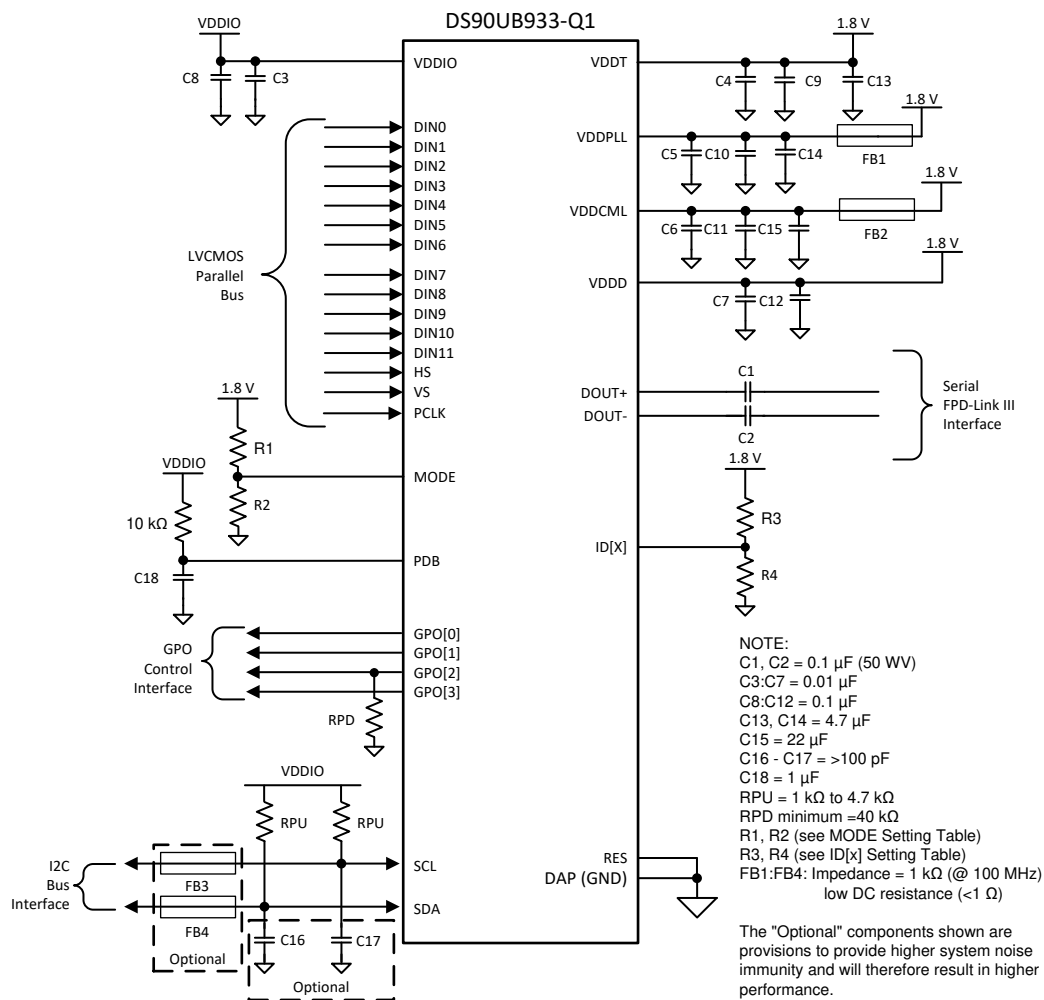 DS90UB933-Q1
VDDIO
C8
C3
VDDIO
LVCMOS
Parallel
Bus
DIN0
DIN1
DIN2
DIN3
DIN4
DIN5
DIN6
DIN7
DIN8
DIN9
DIN10
DIN11
HS
VS
PCLK
1.8 V
R1
R2
MODE
VDDIO
10 kΩ
C18
PDB
GPO
Control
Interface
GPO[0]
GPO[1]
GPO[2]
GPO[3]
RPD
VDDIO
RPU
RPU
I2C
Bus
Interface
FB3
FB4
Optional
SCL
SDA
C16
C17
Optional
1.8 V
VDDT
C4
C9
C13
1.8 V
VDDPLL
C5
C10
C14
FB1
1.8 V
VDDCML
C6
C11
C15
FB2
1.8 V
VDDD
C7
C12
DOUT+
DOUT-
C1
C2
Serial
FPD-Link III
Interface
1.8 V
R3
ID[X]
R4
RES
DAP (GND)
NOTE:
C1, C2 = 0.1 µF (50 WV)
C3:C7 = 0.01 µF
C8:C12 = 0.1 µF
C13, C14 = 4.7 µF
C15 = 22 µF
C16 - C17 = >100 pF
C18 = 1 µF
RPU = 1 kΩ to 4.7 kΩ
RPD minimum =40 kΩ
R1, R2 (see MODE Setting Table)
R3, R4 (see ID[x] Setting Table)
FB1:FB4: Impedance = 1 kΩ (@ 100 MHz)
low DC resistance (<1 Ω)
The "Optional" components shown are
provisions to provide higher system noise
immunity and will therefore result in higher
performance.